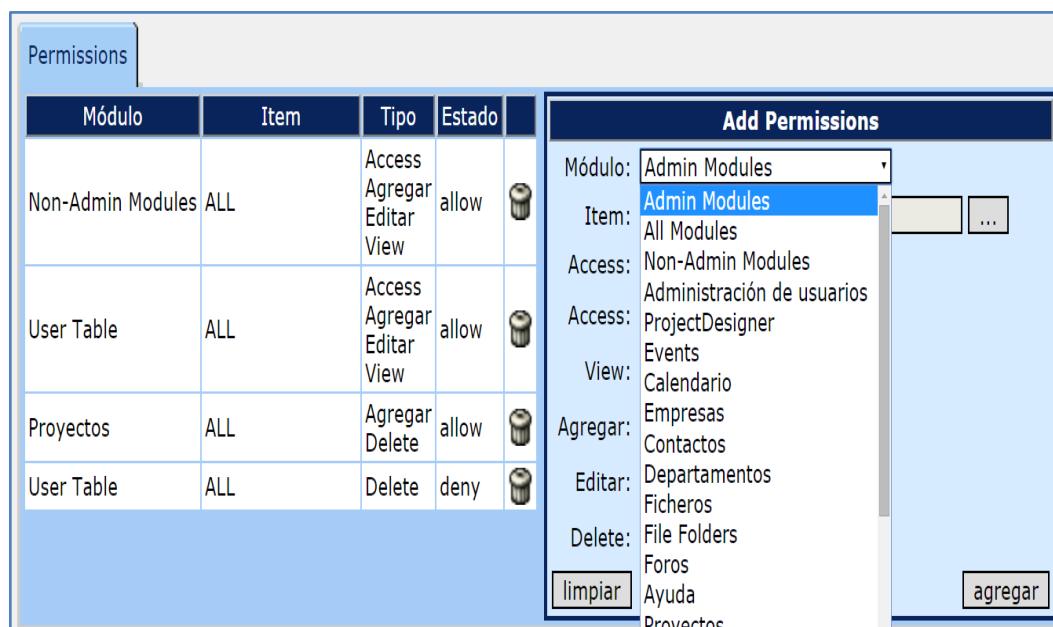 Permissions
Módulo Item Tipo Estado
Non-Admin Modules ALL Access Agregar Editar View allow
User Table ALL Access Agregar Editar View allow
Proyectos ALL Agregar Delete allow
User Table ALL Delete deny
Add Permissions
Módulo: Admin Modules
Item: ...
Access:
Access:
View:
Agregar:
Editar:
Delete:
Admin Modules
All Modules
Non-Admin Modules
Administración de usuarios
ProjectDesigner
Events
Calendario
Empresas
Contactos
Departamentos
Ficheros
File Folders
Foros
Ayuda
Proyectos
limpiar agregar